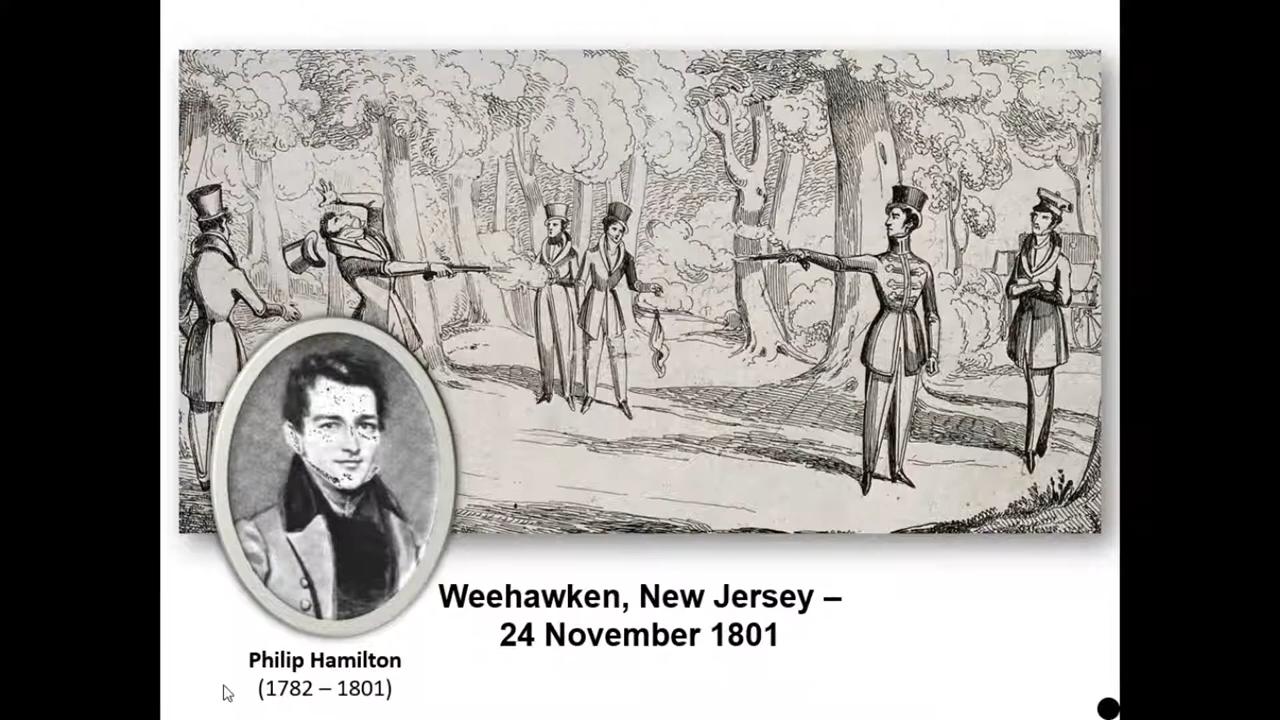 Weehawken, New Jersey –
24 November 1801
Philip Hamilton
(1782 – 1801)